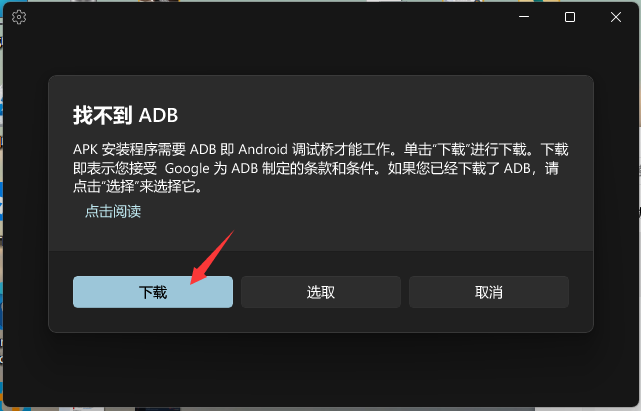 找不到 ADB
APK 安装程序需要 ADB 即 Android 调试桥才能工作。单击“下载”进行下载。下载
即表示您接受  Google 为 ADB 制定的条款和条件。如果您已经下载了 ADB，请
点击“选择”来选择它。
点击阅读
下载
选取
取消